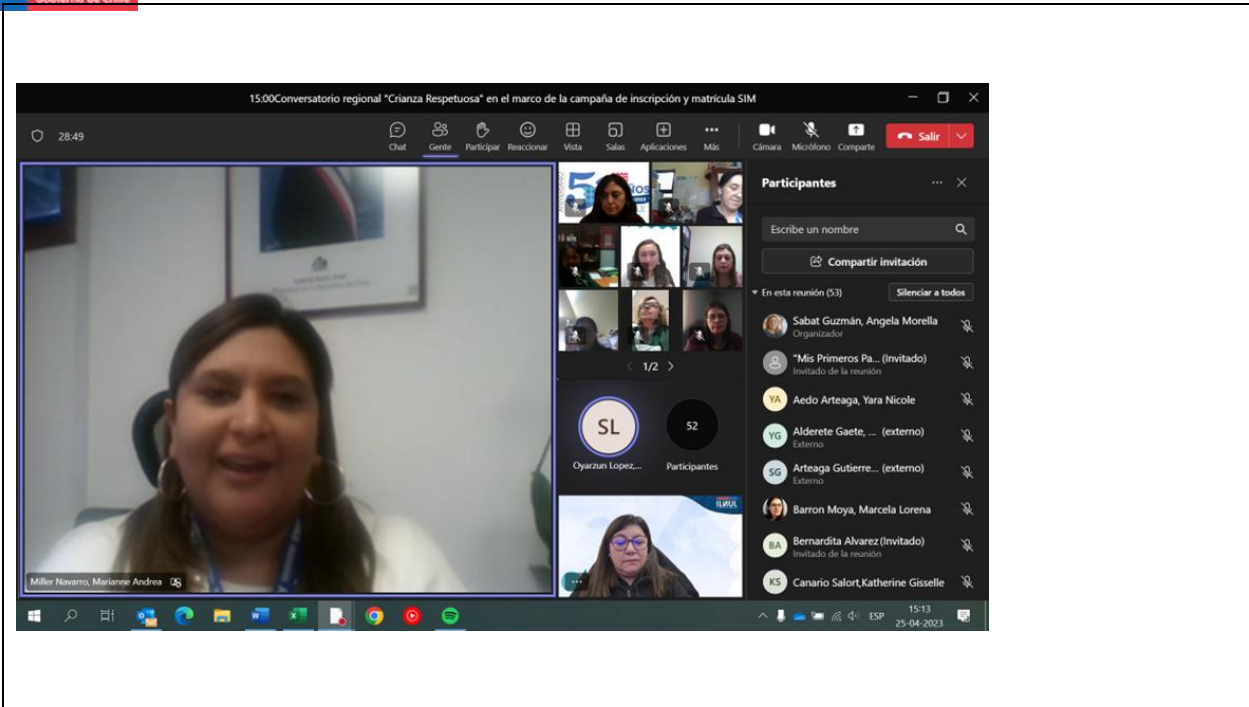 Gobierno de Chile
15:00Conversatorio regional "Crianza Respetuosa" en el marco de la campaña de inscripción y matrícula SIM
28:49
Chat
Gente
Participar
Reaccionar
Vista
Salas
Aplicaciones
Más
Cámara
Micrófono
Comparte
Salir
Participantes
Escribe un nombre
Compartir invitación
En esta reunión (53)
Silenciar a todos
Sabat Guzmán, Angela Morella
Organizador
"Mis Primeros Pa... (Invitado)
Invitado de la reunión
YA
Aedo Arteaga, Yara Nicole
YG
Alderete Gaete, ... (externo)
Externo
SG
Arteaga Gutierre... (externo)
Externo
Barron Moya, Marcela Lorena
BA
Bernardita Alvarez (Invitado)
Invitado de la reunión
KS
Canario Salort,Katherine Gisselle
1/2
SL
52
Oyarzun Lopez,...
Participantes
Miller Navarro, Marianne Andrea
ESP
15:13
25-04-2023